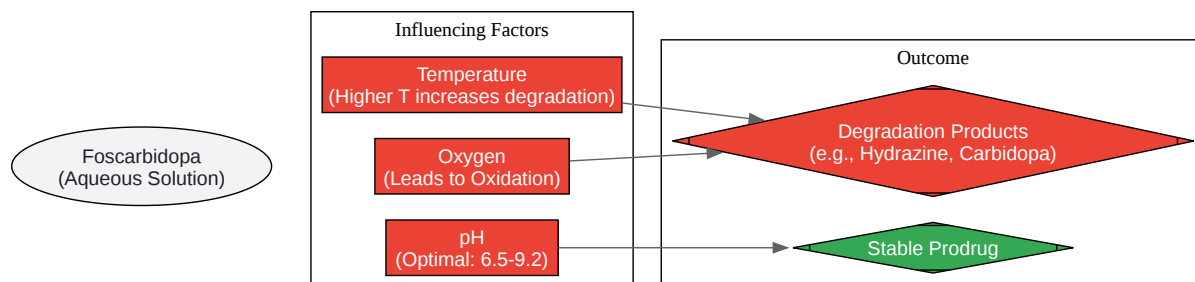 Foscarbidopa
(Aqueous Solution)
Influencing Factors
Temperature
(Higher T increases degradation)
Oxygen
(Leads to Oxidation)
pH
(Optimal: 6.5-9.2)
Outcome
Degradation Products
(e.g., Hydrazine, Carbidopa)
Stable Prodrug